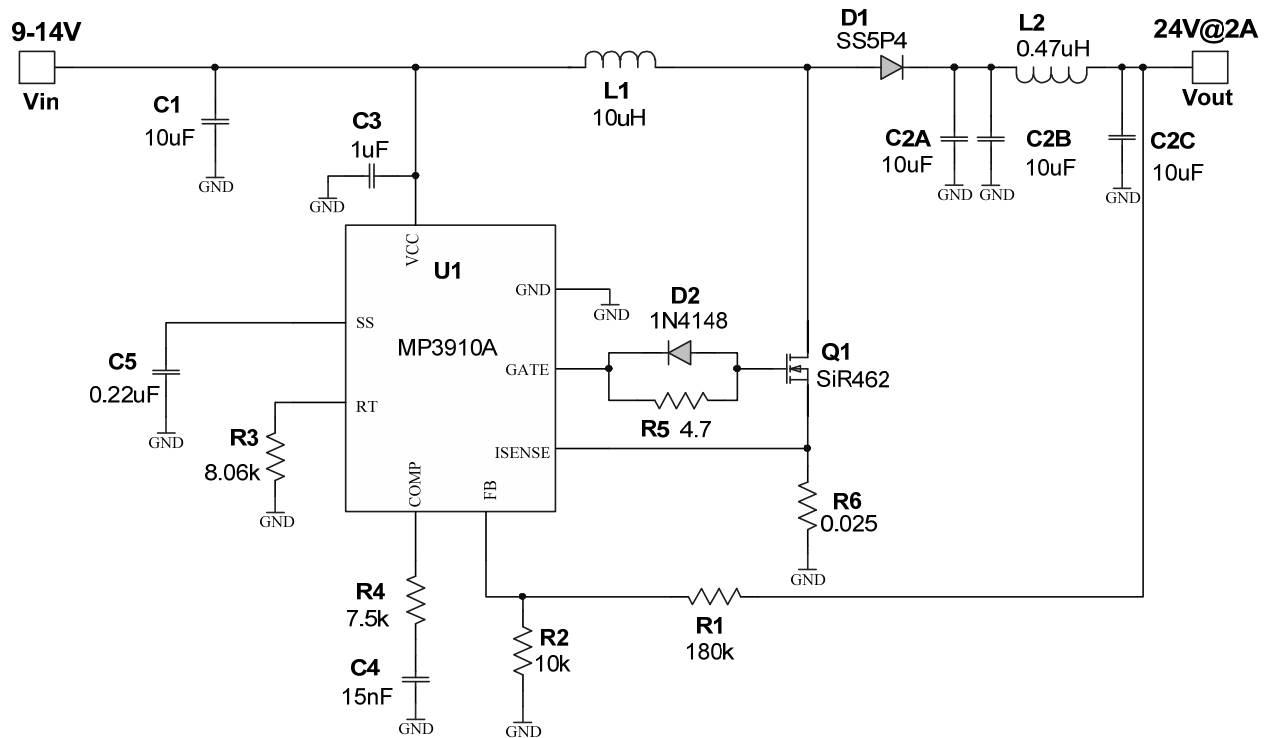 9-14V
Vin
C1
10uF
GND
C3
1uF
GND
L1
10uH
D1
SS5P4
L2
0.47uH
24V@2A
Vout
C2A
10uF
GND
GND
C2B
10uF
C2C
10uF
GND
VCC
U1
MP3910A
GND
GND
SS
C5
0.22uF
GND
GATE
D2
1N4148
R5 4.7
Q1
SiR462
RT
R3
8.06k
GND
ISENSE
R6
0.025
GND
COMP
FB
R4
7.5k
C4
15nF
GND
R2
10k
GND
R1
180k